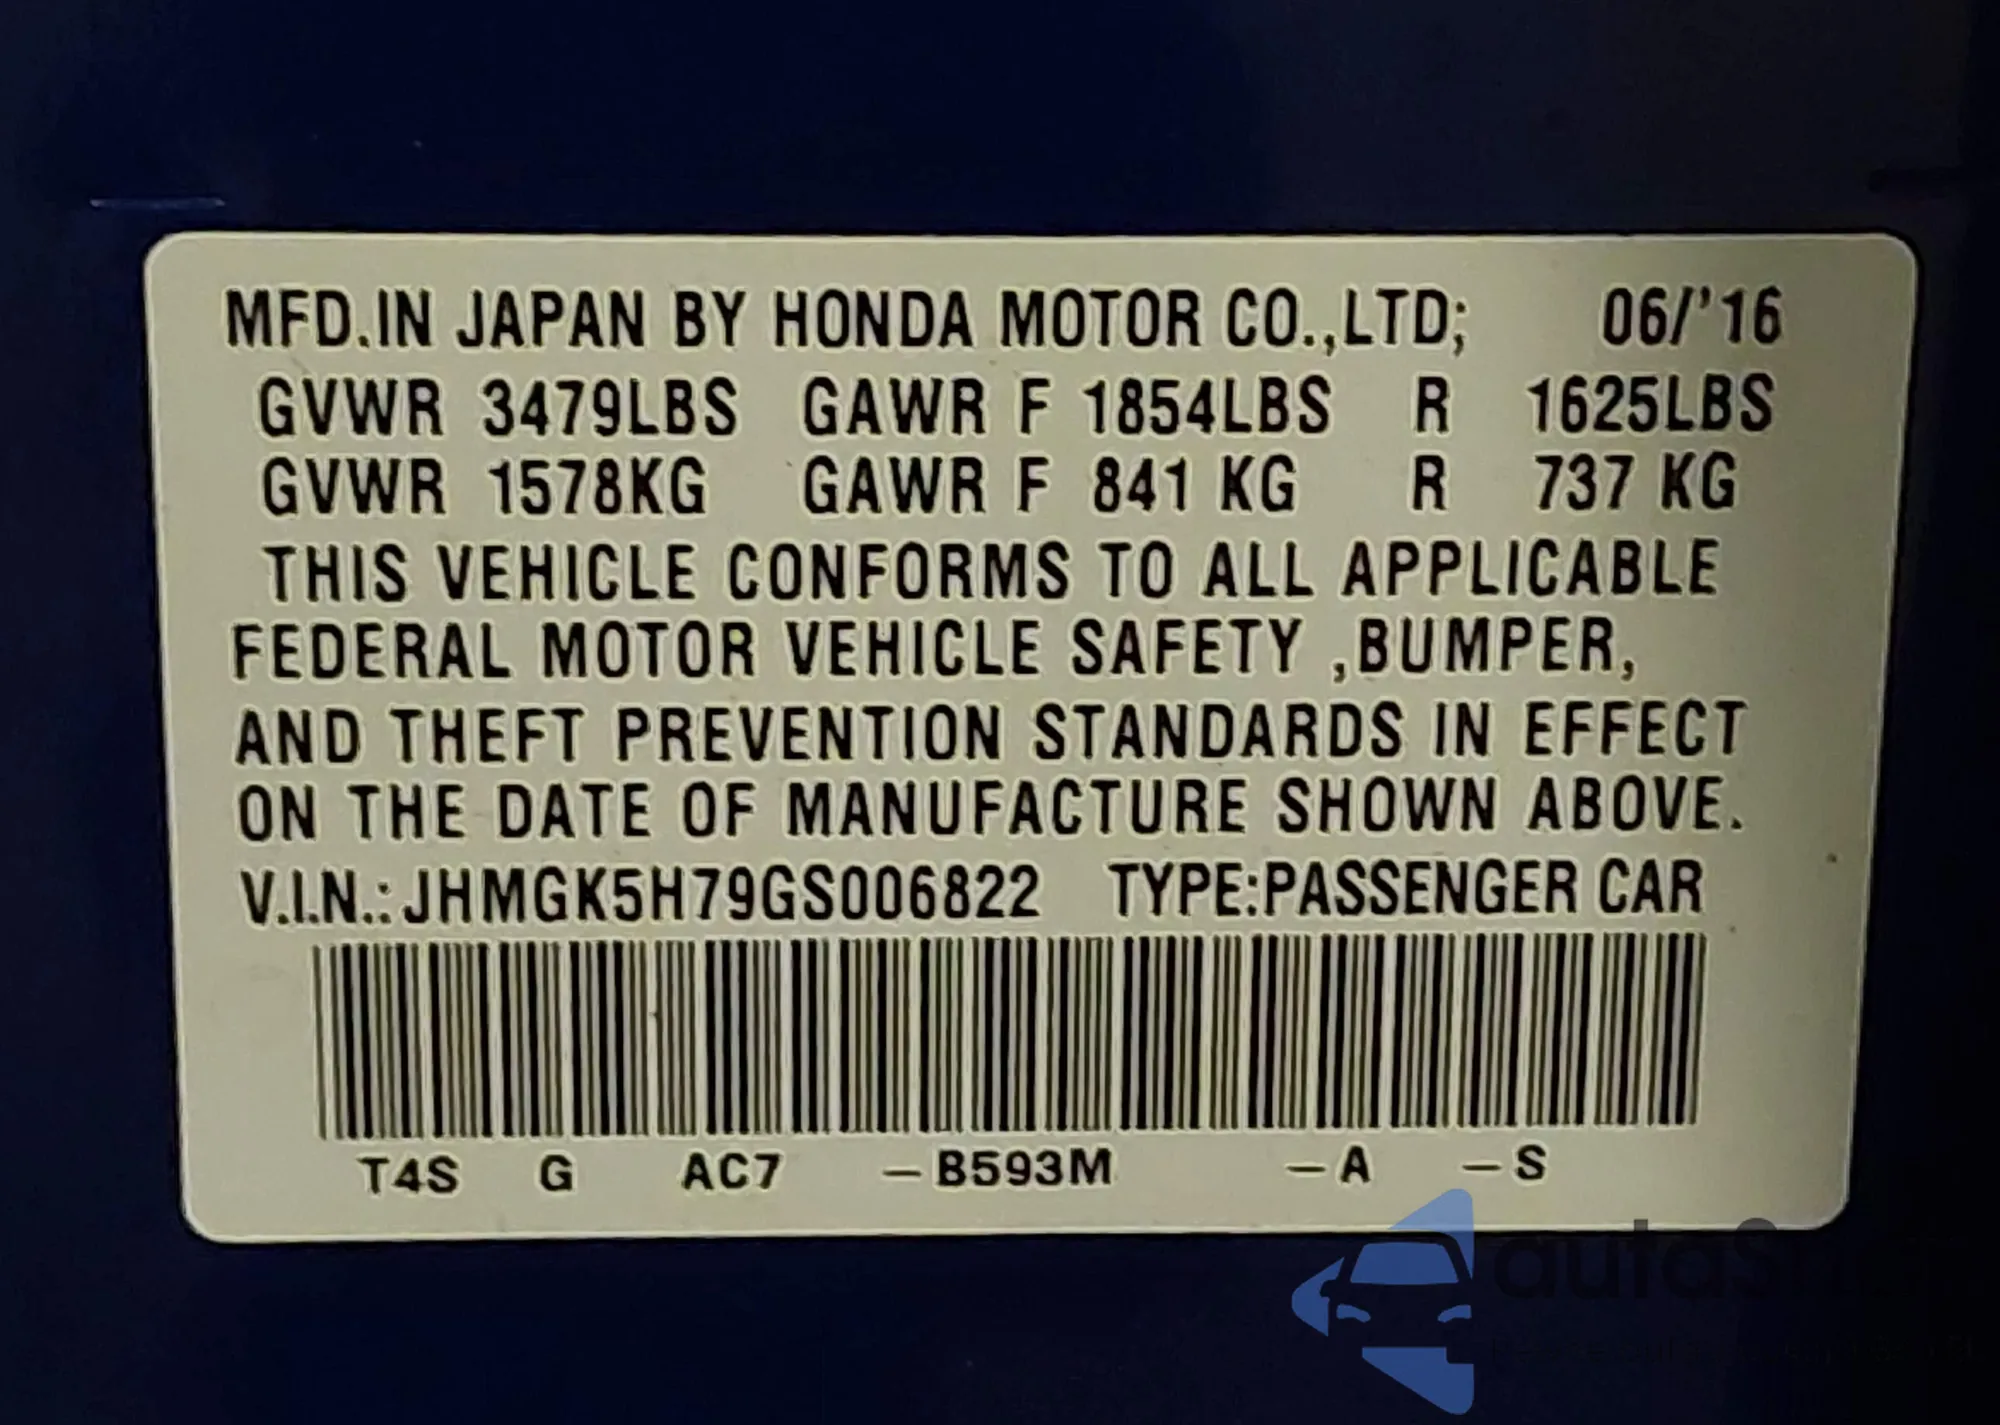 MFD.IN JAPAN BY HONDA MOTOR CO.,LTD; 06/'16
GVWR 3479LBS GAWR F 1854LBS R 1625LBS
GVWR 1578KG GAWR F 841 KG R 737 KG
THIS VEHICLE CONFORMS TO ALL APPLICABLE
FEDERAL MOTOR VEHICLE SAFETY ,BUMPER,
AND THEFT PREVENTION STANDARDS IN EFFECT
ON THE DATE OF MANUFACTURE SHOWN ABOVE.
V.I.N.: JHMGK5H79GS006822 TYPE:PASSENGER CAR
T4S G AC7 –B593M –A –S